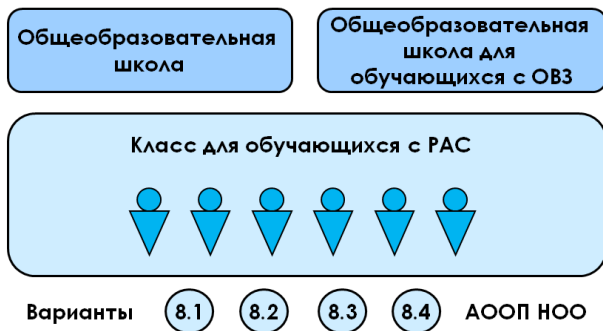 Общеобразовательная
школа
Общеобразовательная
школа для
обучающихся с ОВЗ
Класс для обучающихся с РАС
Варианты 8.1 8.2 8.3 8.4 АООП НОО